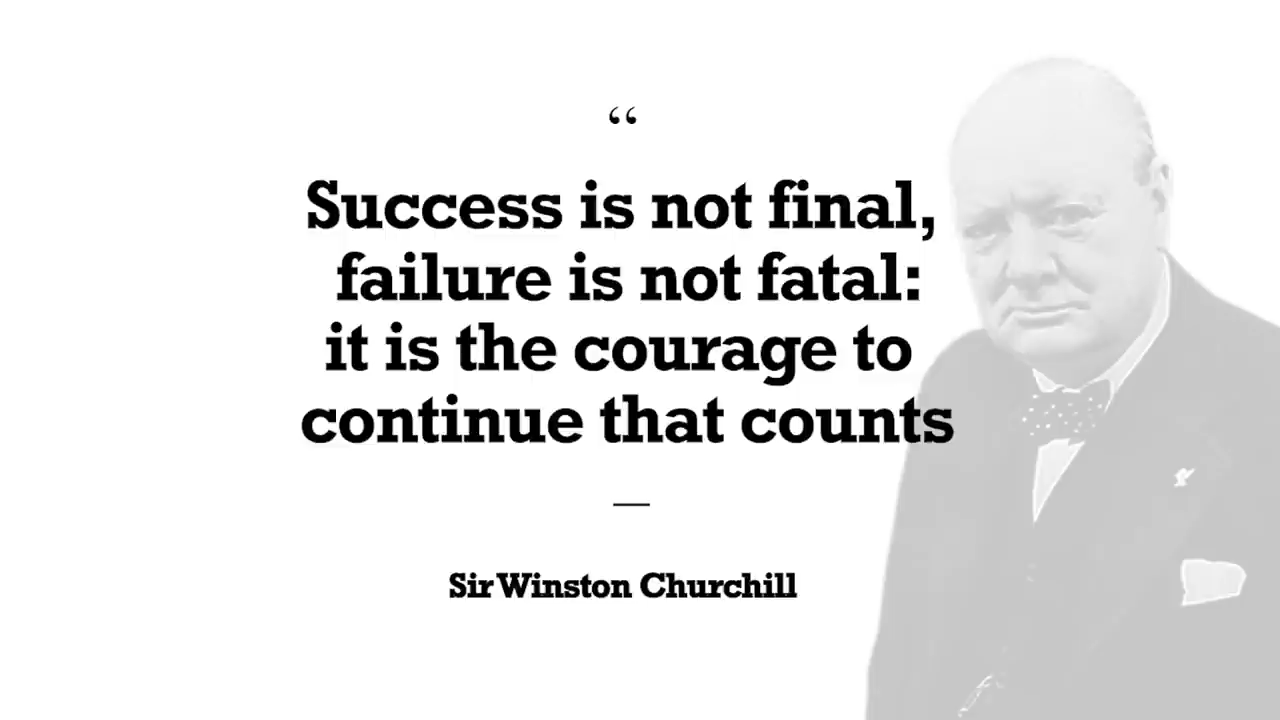 “
Success is not final,
failure is not fatal:
it is the courage to
continue that counts
—
Sir Winston Churchill